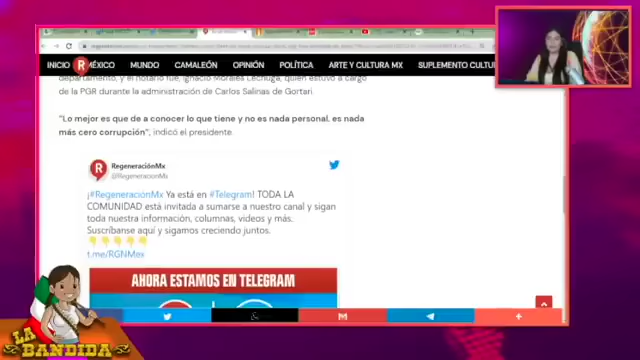 INICIO MÉXICO MUNDO CAMALEÓN OPINIÓN POLÍTICA ARTE Y CULTURA MX SUPLEMENTO CULTUR
departamento, y el notario fue, Ignacio Morales Lechuga, quien estuvo a cargo
de la PGR durante la administración de Carlos Salinas de Gortari.
"Lo mejor es que de a conocer lo que tiene y no es nada personal, es nada
más cero corrupción", indicó el presidente.
RegeneraciónMx
@RegeneracionMx
¡#RegeneraciónMx Ya está en #Telegram! TODA LA
COMUNIDAD está invitada a sumarse a nuestro canal y sigan
toda nuestra información, columnas, videos y más.
Suscríbanse aquí y sigamos creciendo juntos.
t.me/RGNMex
AHORA ESTAMOS EN TELEGRAM
LA
BANDIDA